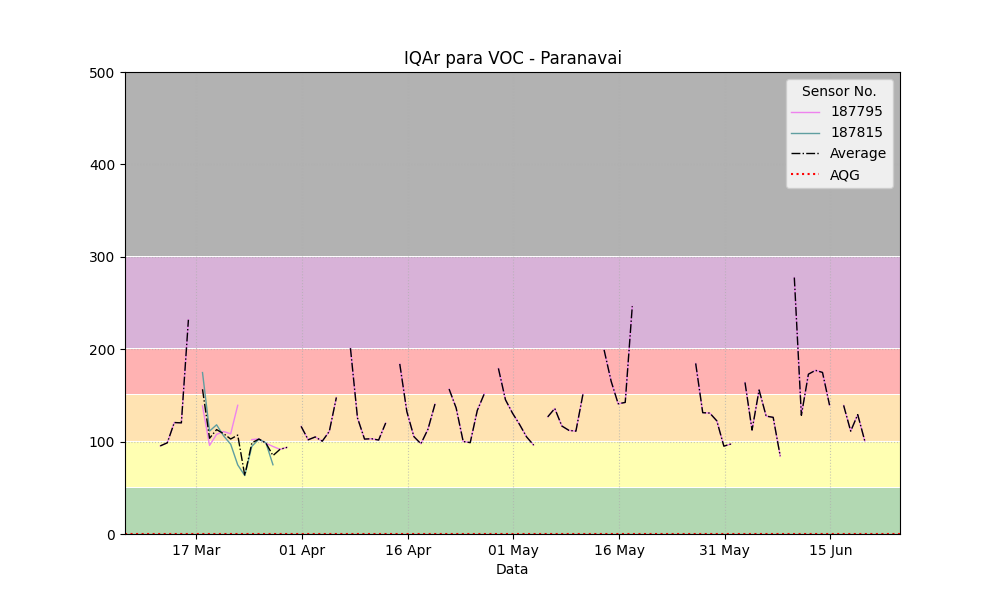 IQAr para VOC - Paranavai
500
400
300
200
100
0
Sensor No.
187795
187815
Average
AQG
17 Mar
01 Apr
16 Apr
01 May
16 May
31 May
15 Jun
Data